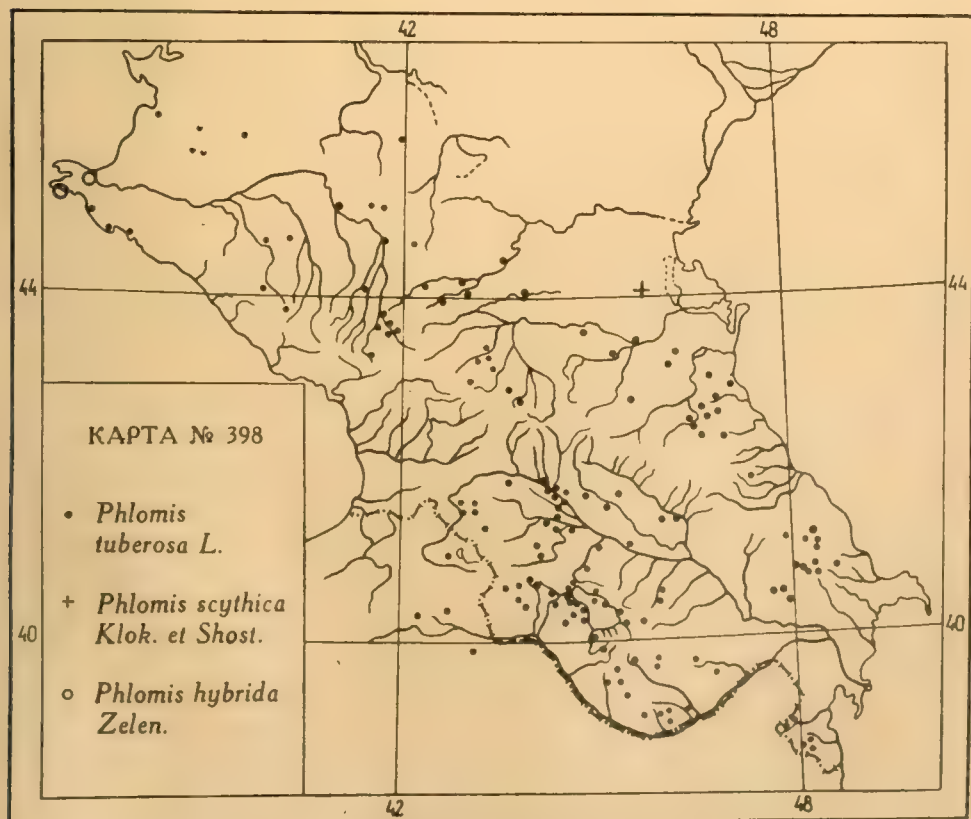 42
48
44
44
КАРТА № 398
• Phlomis
tuberosa L.
+ Phlomis scythica
Klok. et Shost.
40
40
○ Phlomis hybrida
Zelen.
42
48